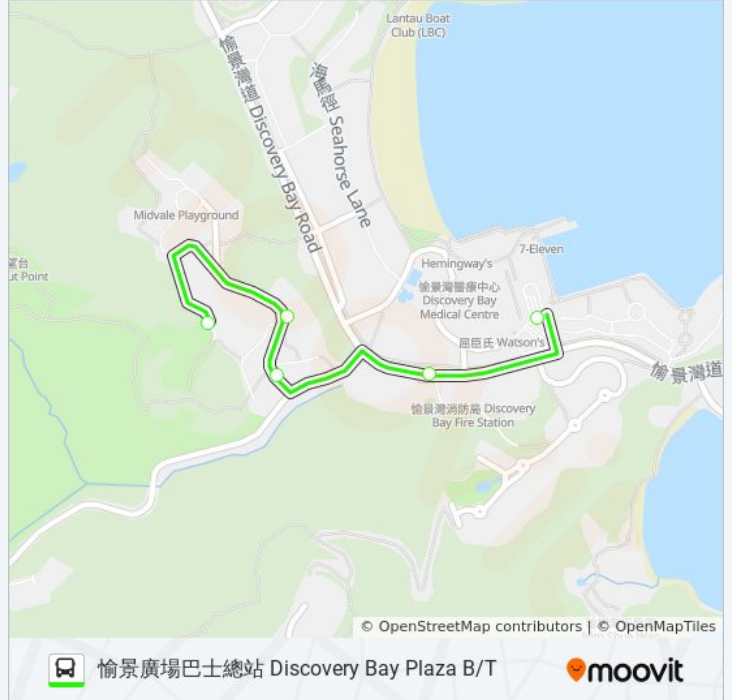 Lantau Boat
Club (LBC)
愉景灣道 Discovery Bay Road
海馬徑 Seahorse Lane
Midvale Playground
7-Eleven
Hemingway's
ut Point
愉景灣醫療中心
Discovery Bay
Medical Centre
屈臣氏 Watson's
愉景灣道
愉景灣消防局 Discovery
Bay Fire Station
© OpenStreetMap contributors | © OpenMapTiles
愉景廣場巴士總站 Discovery Bay Plaza B/T
moovit